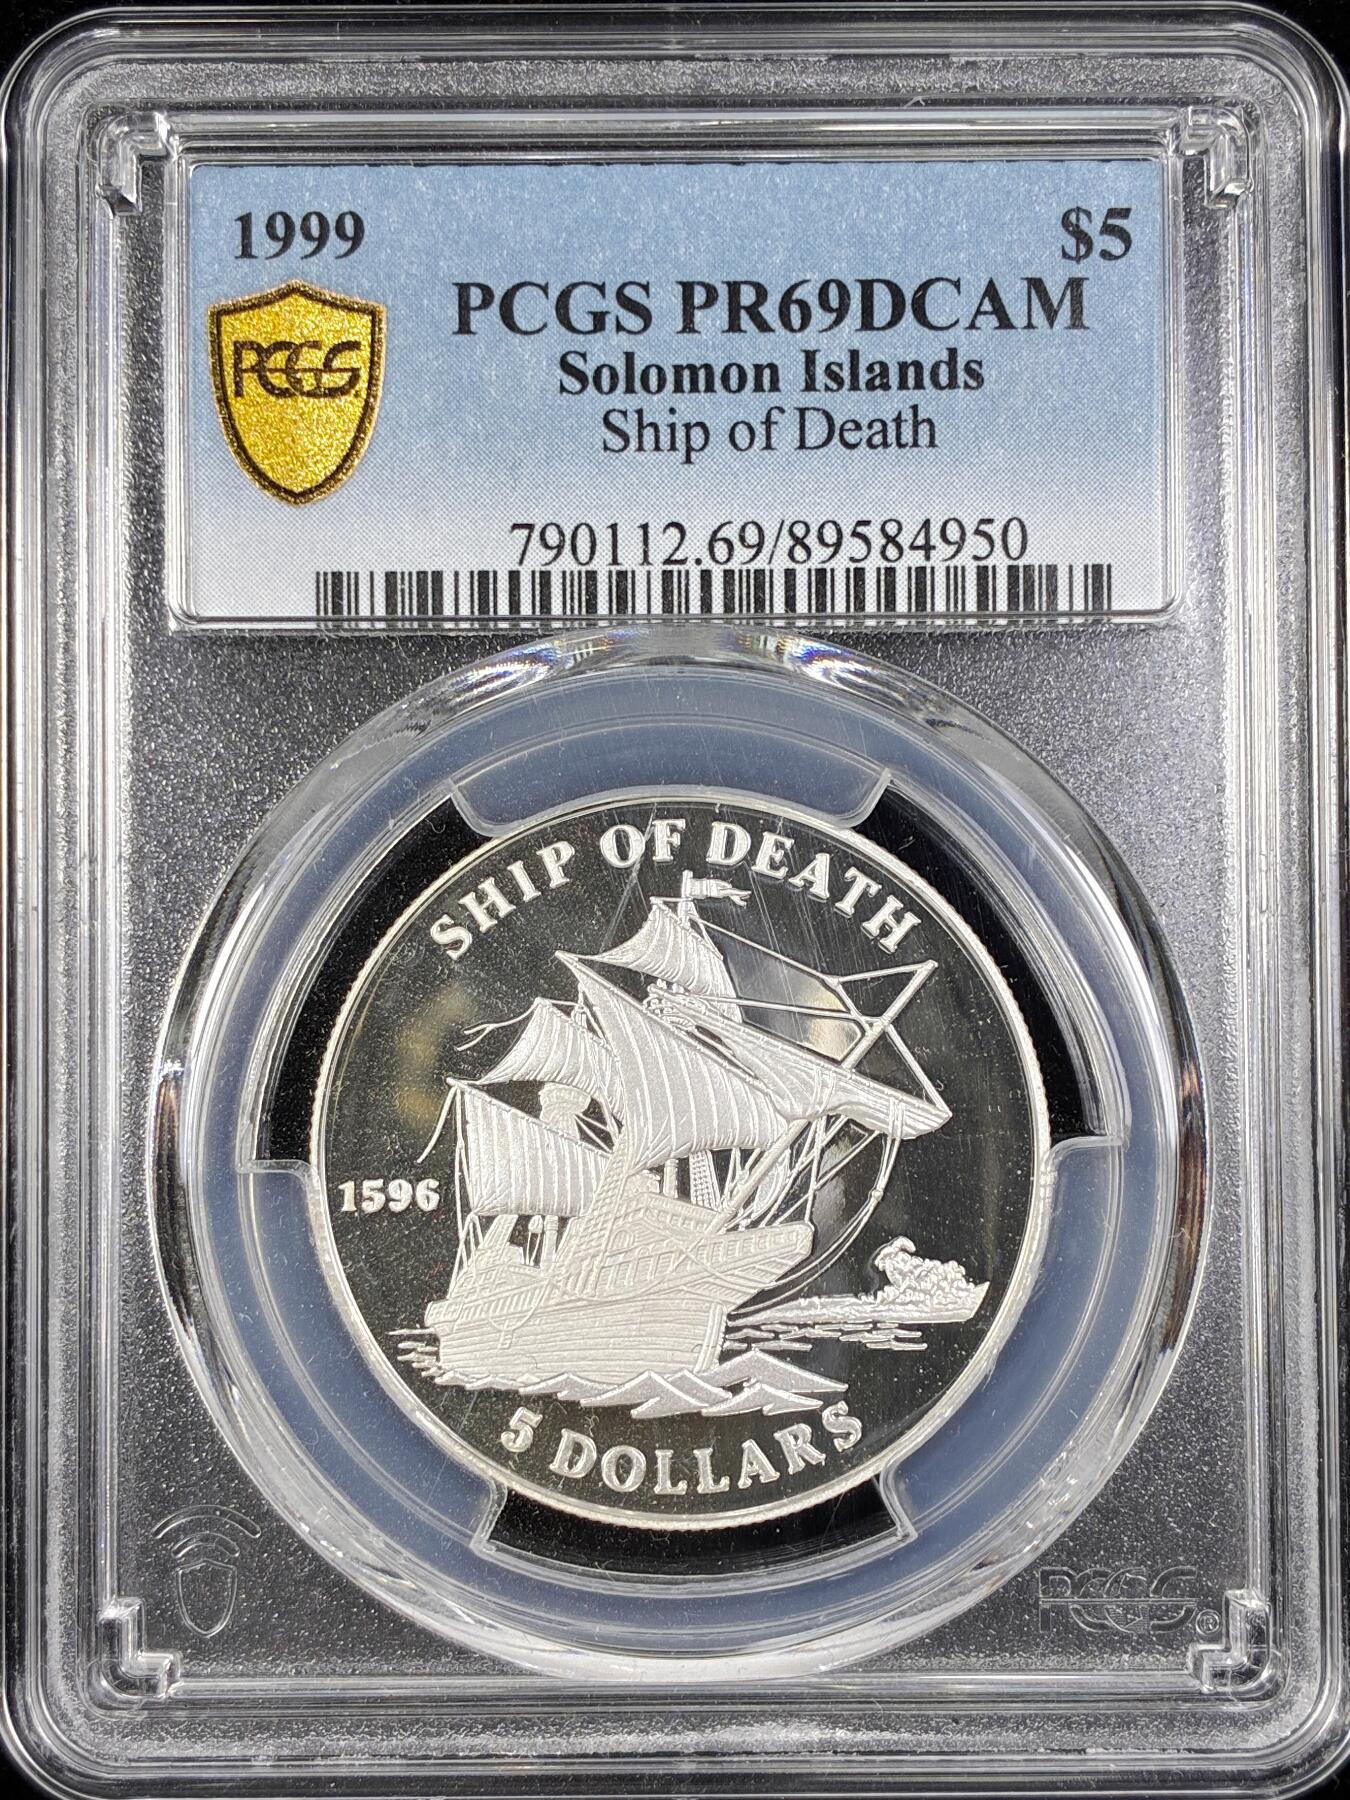 1999 $5
PCGS PR69DCAM
PCGS
Solomon Islands
Ship of Death
790112.69/89584950
SHIP OF DEATH
1596
5 DOLLARS
PCGS®